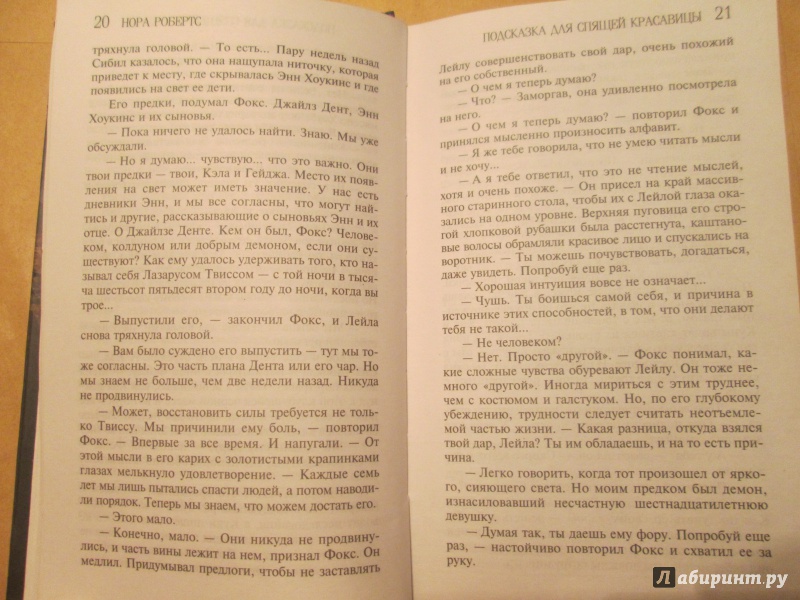 20 НОРА РОБЕРТС
тряхнула головой. — То есть... Пару недель назад
Сибил казалось, что она нащупала ниточку, которая
приведет к месту, где скрывалась Энн Хоукинс и где
появились на свет ее дети.
Его предки, подумал Фокс. Джайлз Дент, Энн
Хоукинс и их сыновья.
— Пока ничего не удалось найти. Знаю. Мы уже
обсуждали.
— Но я думаю... чувствую... что это важно. Они
твои предки — твои, Кэла и Гейджа. Место их появ-
ления на свет может иметь значение. У нас есть
дневники Энн, и мы все согласны, что могут най-
тись и другие, рассказывающие о сыновьях Энн и их
отце. О Джайлзе Денте. Кем он был, Фокс? Челове-
ком, колдуном или добрым демоном, если они су-
ществуют? Как ему удалось удерживать того, кто на-
зывал себя Лазарусом Твиссом — с той ночи в тыся-
ча шестьсот пятьдесят втором году до ночи, когда вы
трое...
— Выпустили его, — закончил Фокс, и Лейла
снова тряхнула головой.
— Вам было суждено его выпустить — тут мы то-
же согласны. Это часть плана Дента или его чар. Но
мы знаем не больше, чем две недели назад. Никуда
не продвинулись.
— Может, восстановить силы требуется не толь-
ко Твиссу. Мы причинили ему боль, — повторил
Фокс. — Впервые за все время. И напугали. — От
этой мысли в его карих с золотистыми крапинками
глазах мелькнуло удовлетворение. — Каждые семь
лет мы лишь пытались спасти людей, а потом наводи-
ли порядок. Теперь мы знаем, что можем достать его.
— Этого мало.
— Конечно, мало. — Они никуда не продвину-
лись, и часть вины лежит на нем, признал Фокс. Он
медлил. Придумывал предлоги, чтобы не заставлять
ПОДСКАЗКА ДЛЯ СПЯЩЕЙ КРАСАВИЦЫ 21
Лейлу совершенствовать свой дар, очень похожий
на его собственный.
— О чем я теперь думаю?
— Что? — Заморгав, она удивленно посмотрела
на него.
— О чем я теперь думаю? — повторил Фокс и
принялся мысленно произносить алфавит.
— Я же тебе говорила, что не умею читать мысли
и не хочу...
— А я тебе ответил, что это не чтение мыслей,
хотя и очень похоже. — Он присел на край массив-
ного старинного стола, чтобы их с Лейлой глаза ока-
зались на одном уровне. Верхняя пуговица его стро-
гой хлопковой рубашки была расстегнута, каштано-
вые волосы обрамляли красивое лицо и спускались на
воротник. — Ты можешь почувствовать, догадаться,
даже увидеть. Попробуй еще раз.
— Хорошая интуиция вовсе не означает...
— Чушь. Ты боишься самой себя, и причина в
источнике этих способностей, в том, что они делают
тебя не такой...
— Не человеком?
— Нет. Просто «другой». — Фокс понимал, ка-
кие сложные чувства обуревают Лейлу. Он тоже не-
много «другой». Иногда мириться с этим труднее,
чем с костюмом и галстуком. Но, по его глубокому
убеждению, трудности следует считать неотъемле-
мой частью жизни. — Какая разница, откуда взялся
твой дар, Лейла? Ты им обладаешь, и на то есть при-
чина.
— Легко говорить, когда тот произошел от ярко-
го, сияющего света. Но моим предком был демон,
изнасиловавший несчастную шестнадцатилетнюю
девушку.
— Думая так, ты даешь ему фору. Попробуй еще
раз, — настойчиво повторил Фокс и схватил ее за
руку.
Лабиринт.ру